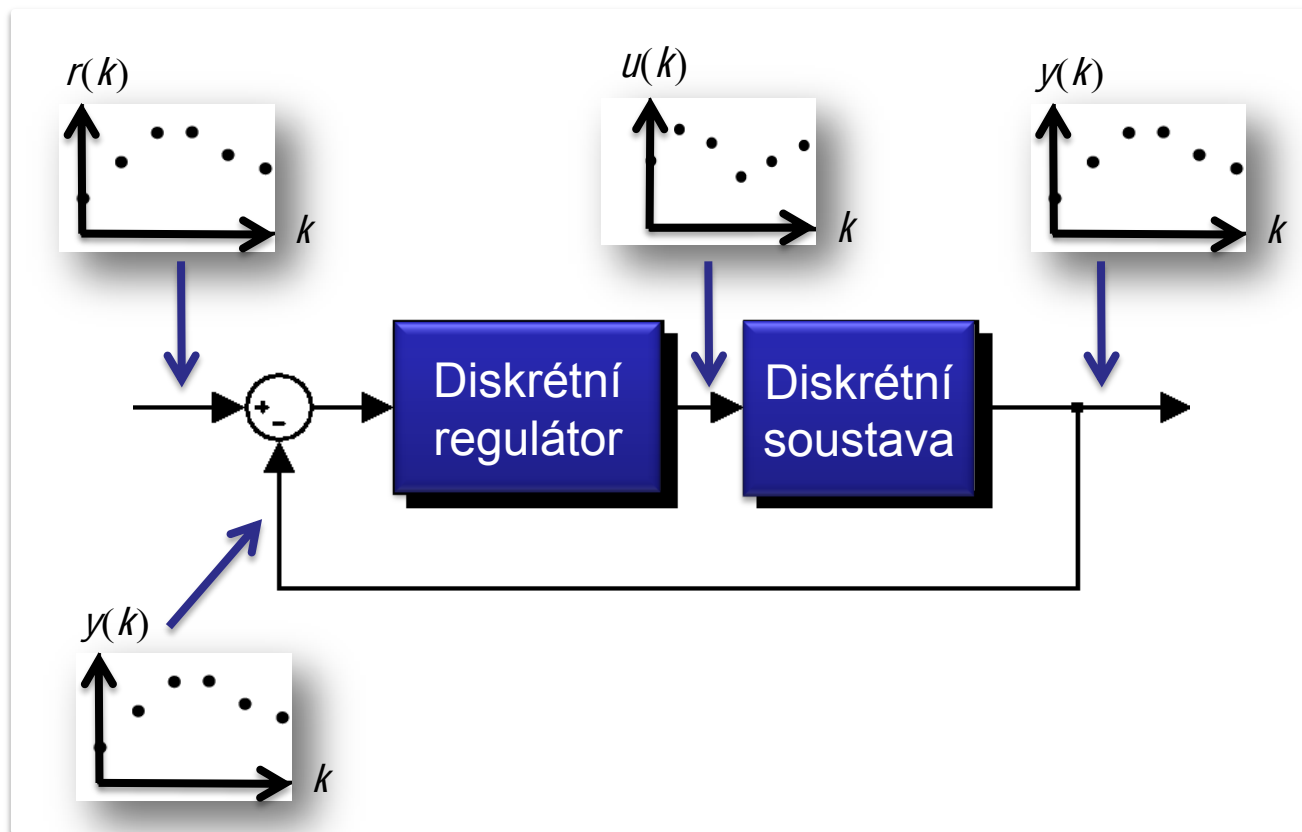 r(k)
k
u(k)
k
y(k)
k
+
-
Diskrétní
regulátor
Diskrétní
soustava
y(k)
k